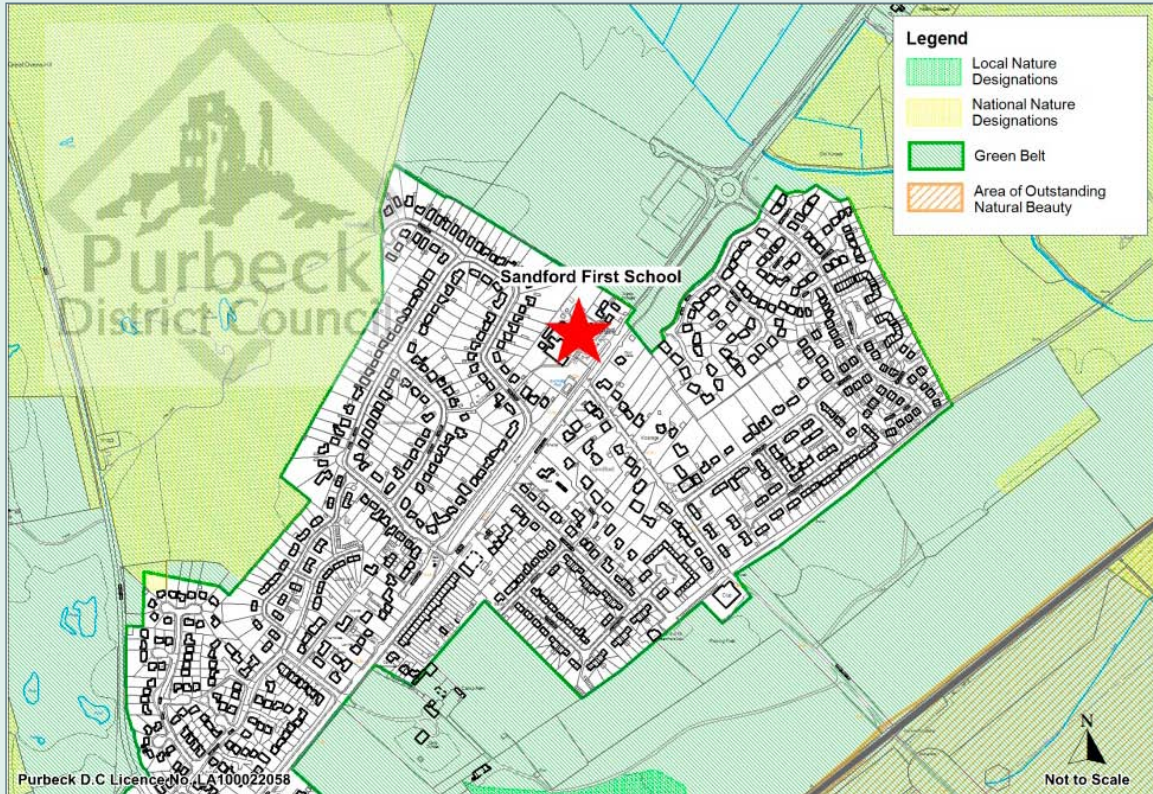 Legend
Local Nature
Designations
National Nature
Designations
Green Belt
Area of Outstanding
Natural Beauty
Purbeck
District Council
Sandford First School
Sandford
N
Purbeck D.C Licence No. LA100022058
Not to Scale